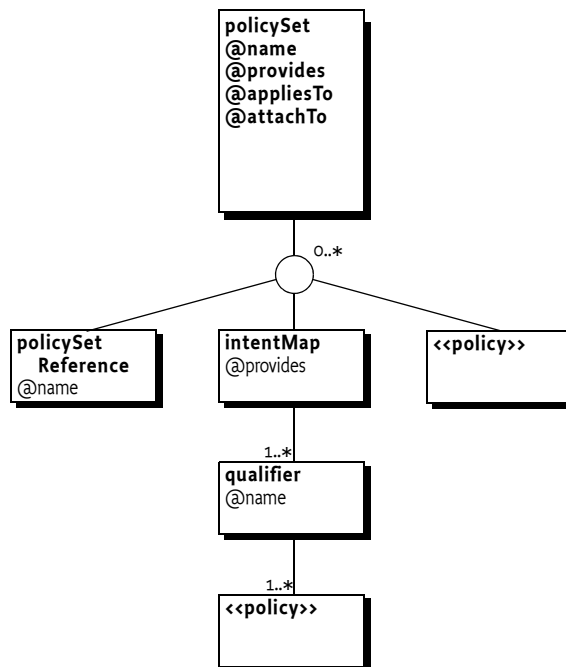 policySet
@name
@provides
@appliesTo
@attachTo
0..*
policySet
Reference
@name
intentMap
@provides
<<policy>>
1..*
qualifier
@name
1..*
<<policy>>